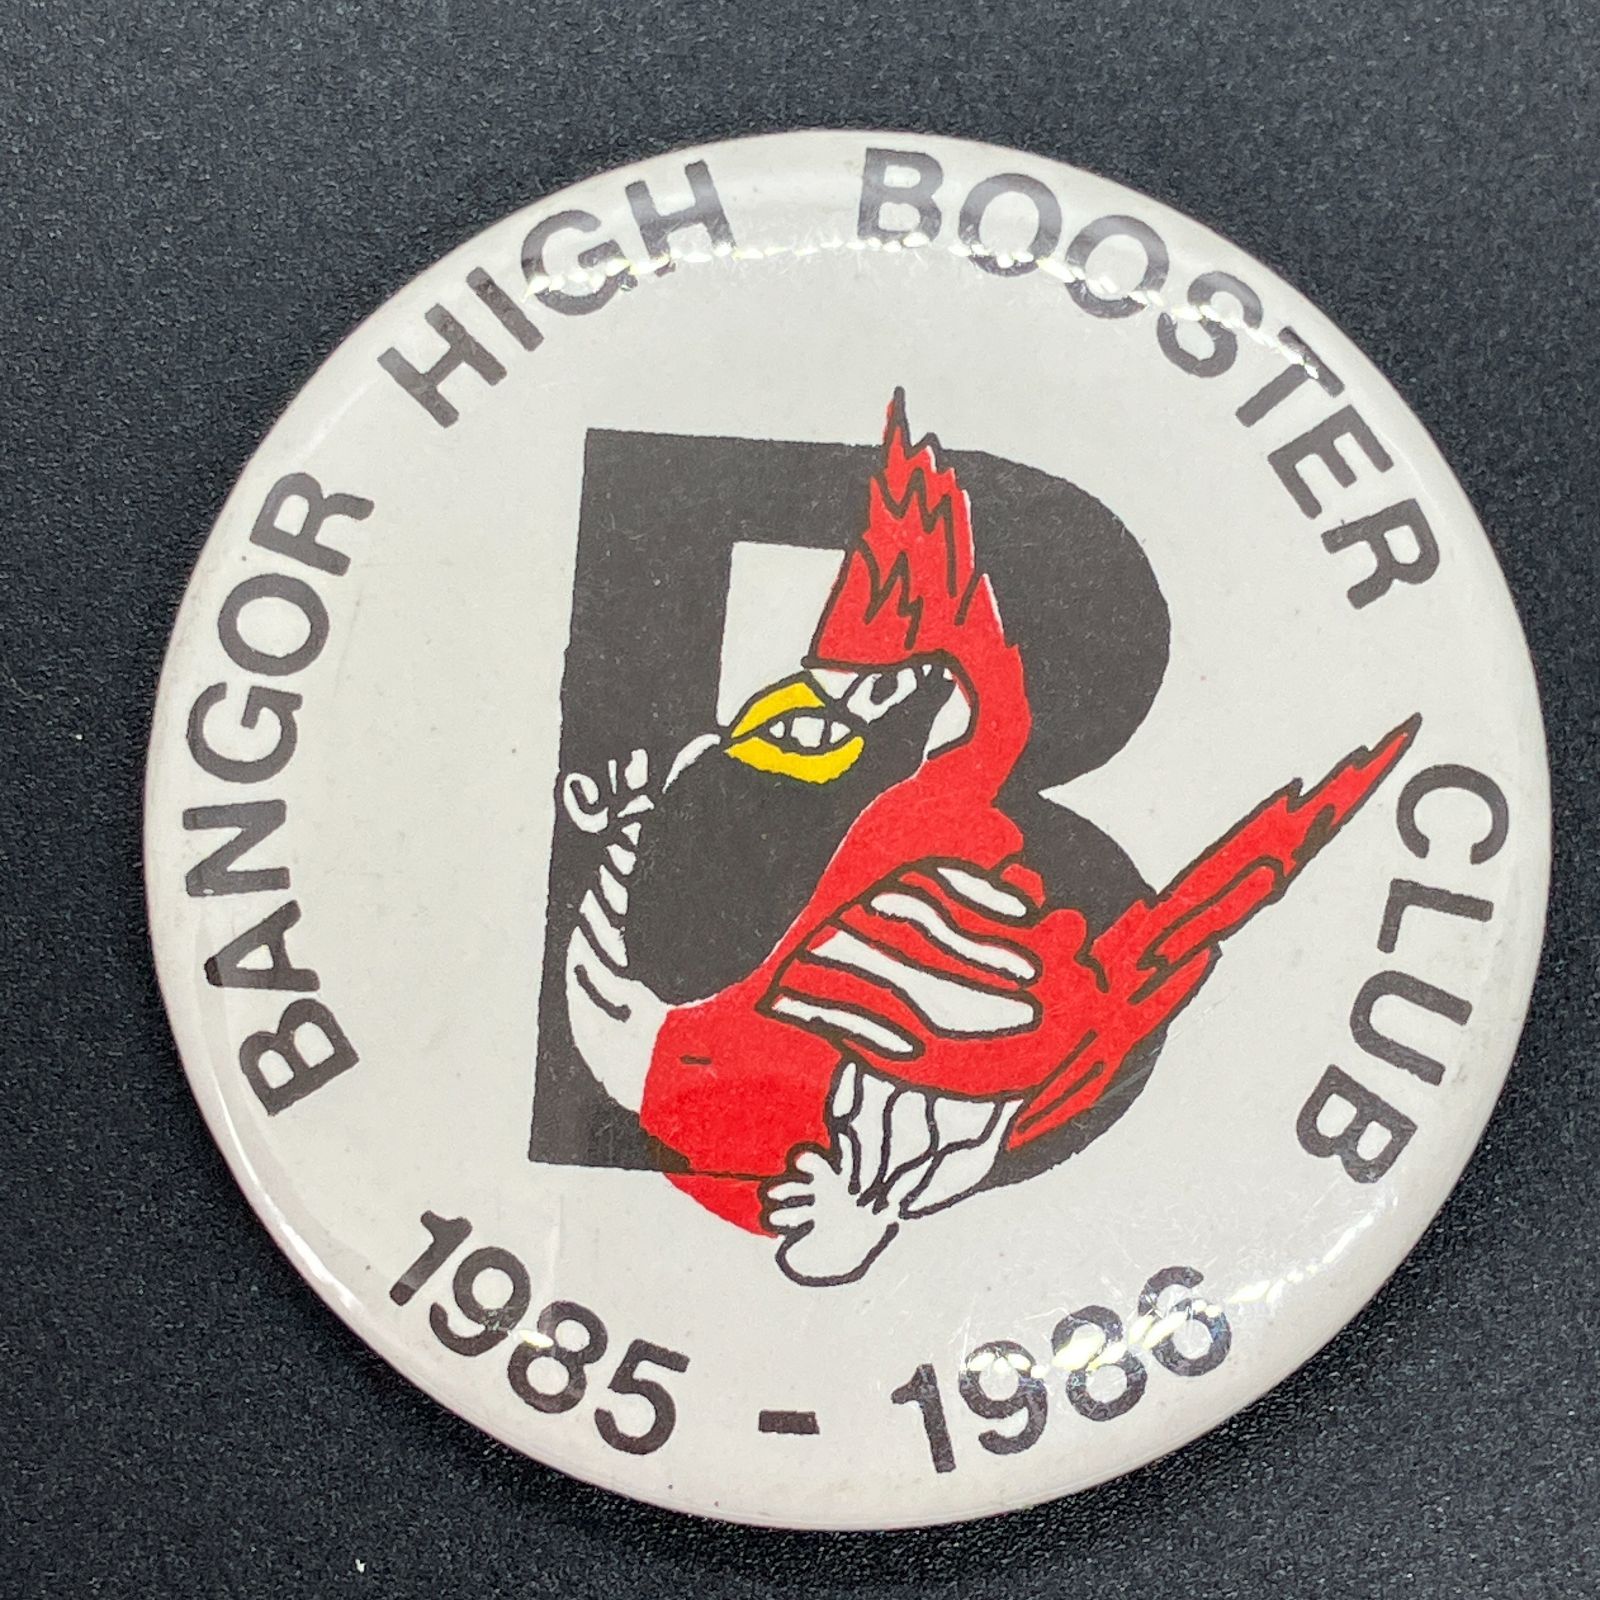 BANGOR HIGH BOOSTER CLUB
B
1985 - 1986